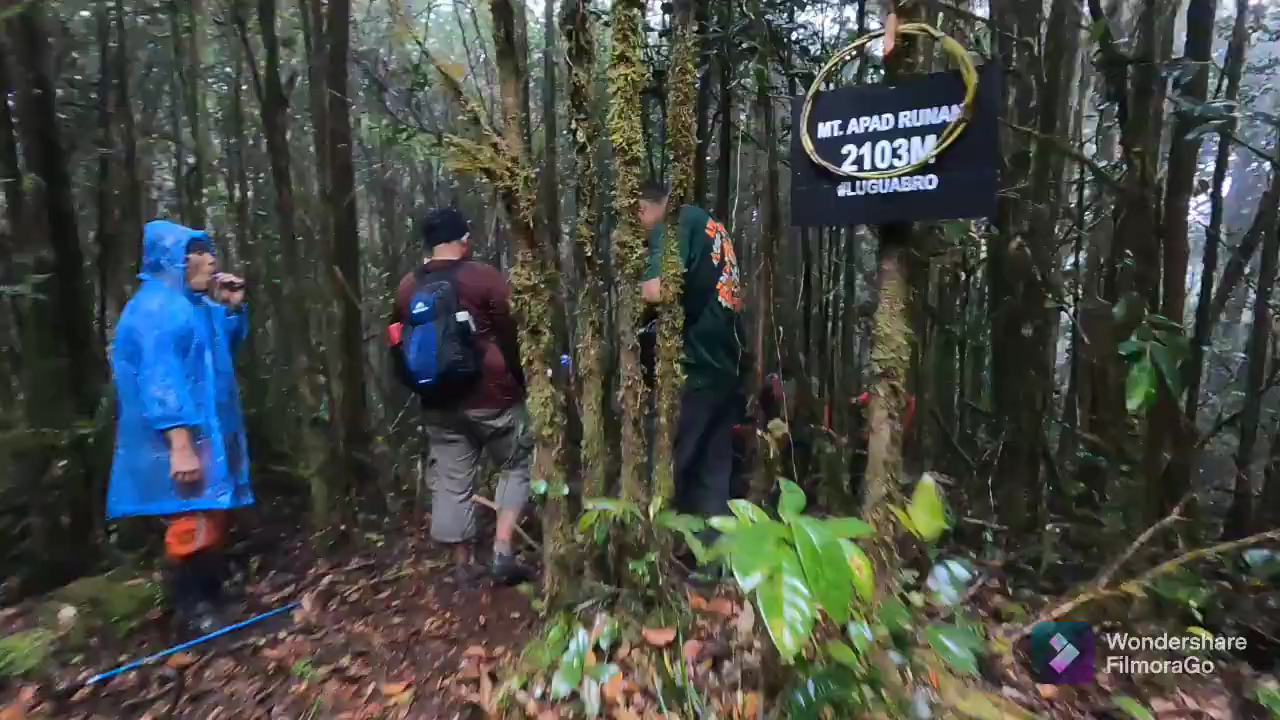 MT. APAD RUNAN
2103M
#LUGUABRO
Wondershare
FilmoraGo